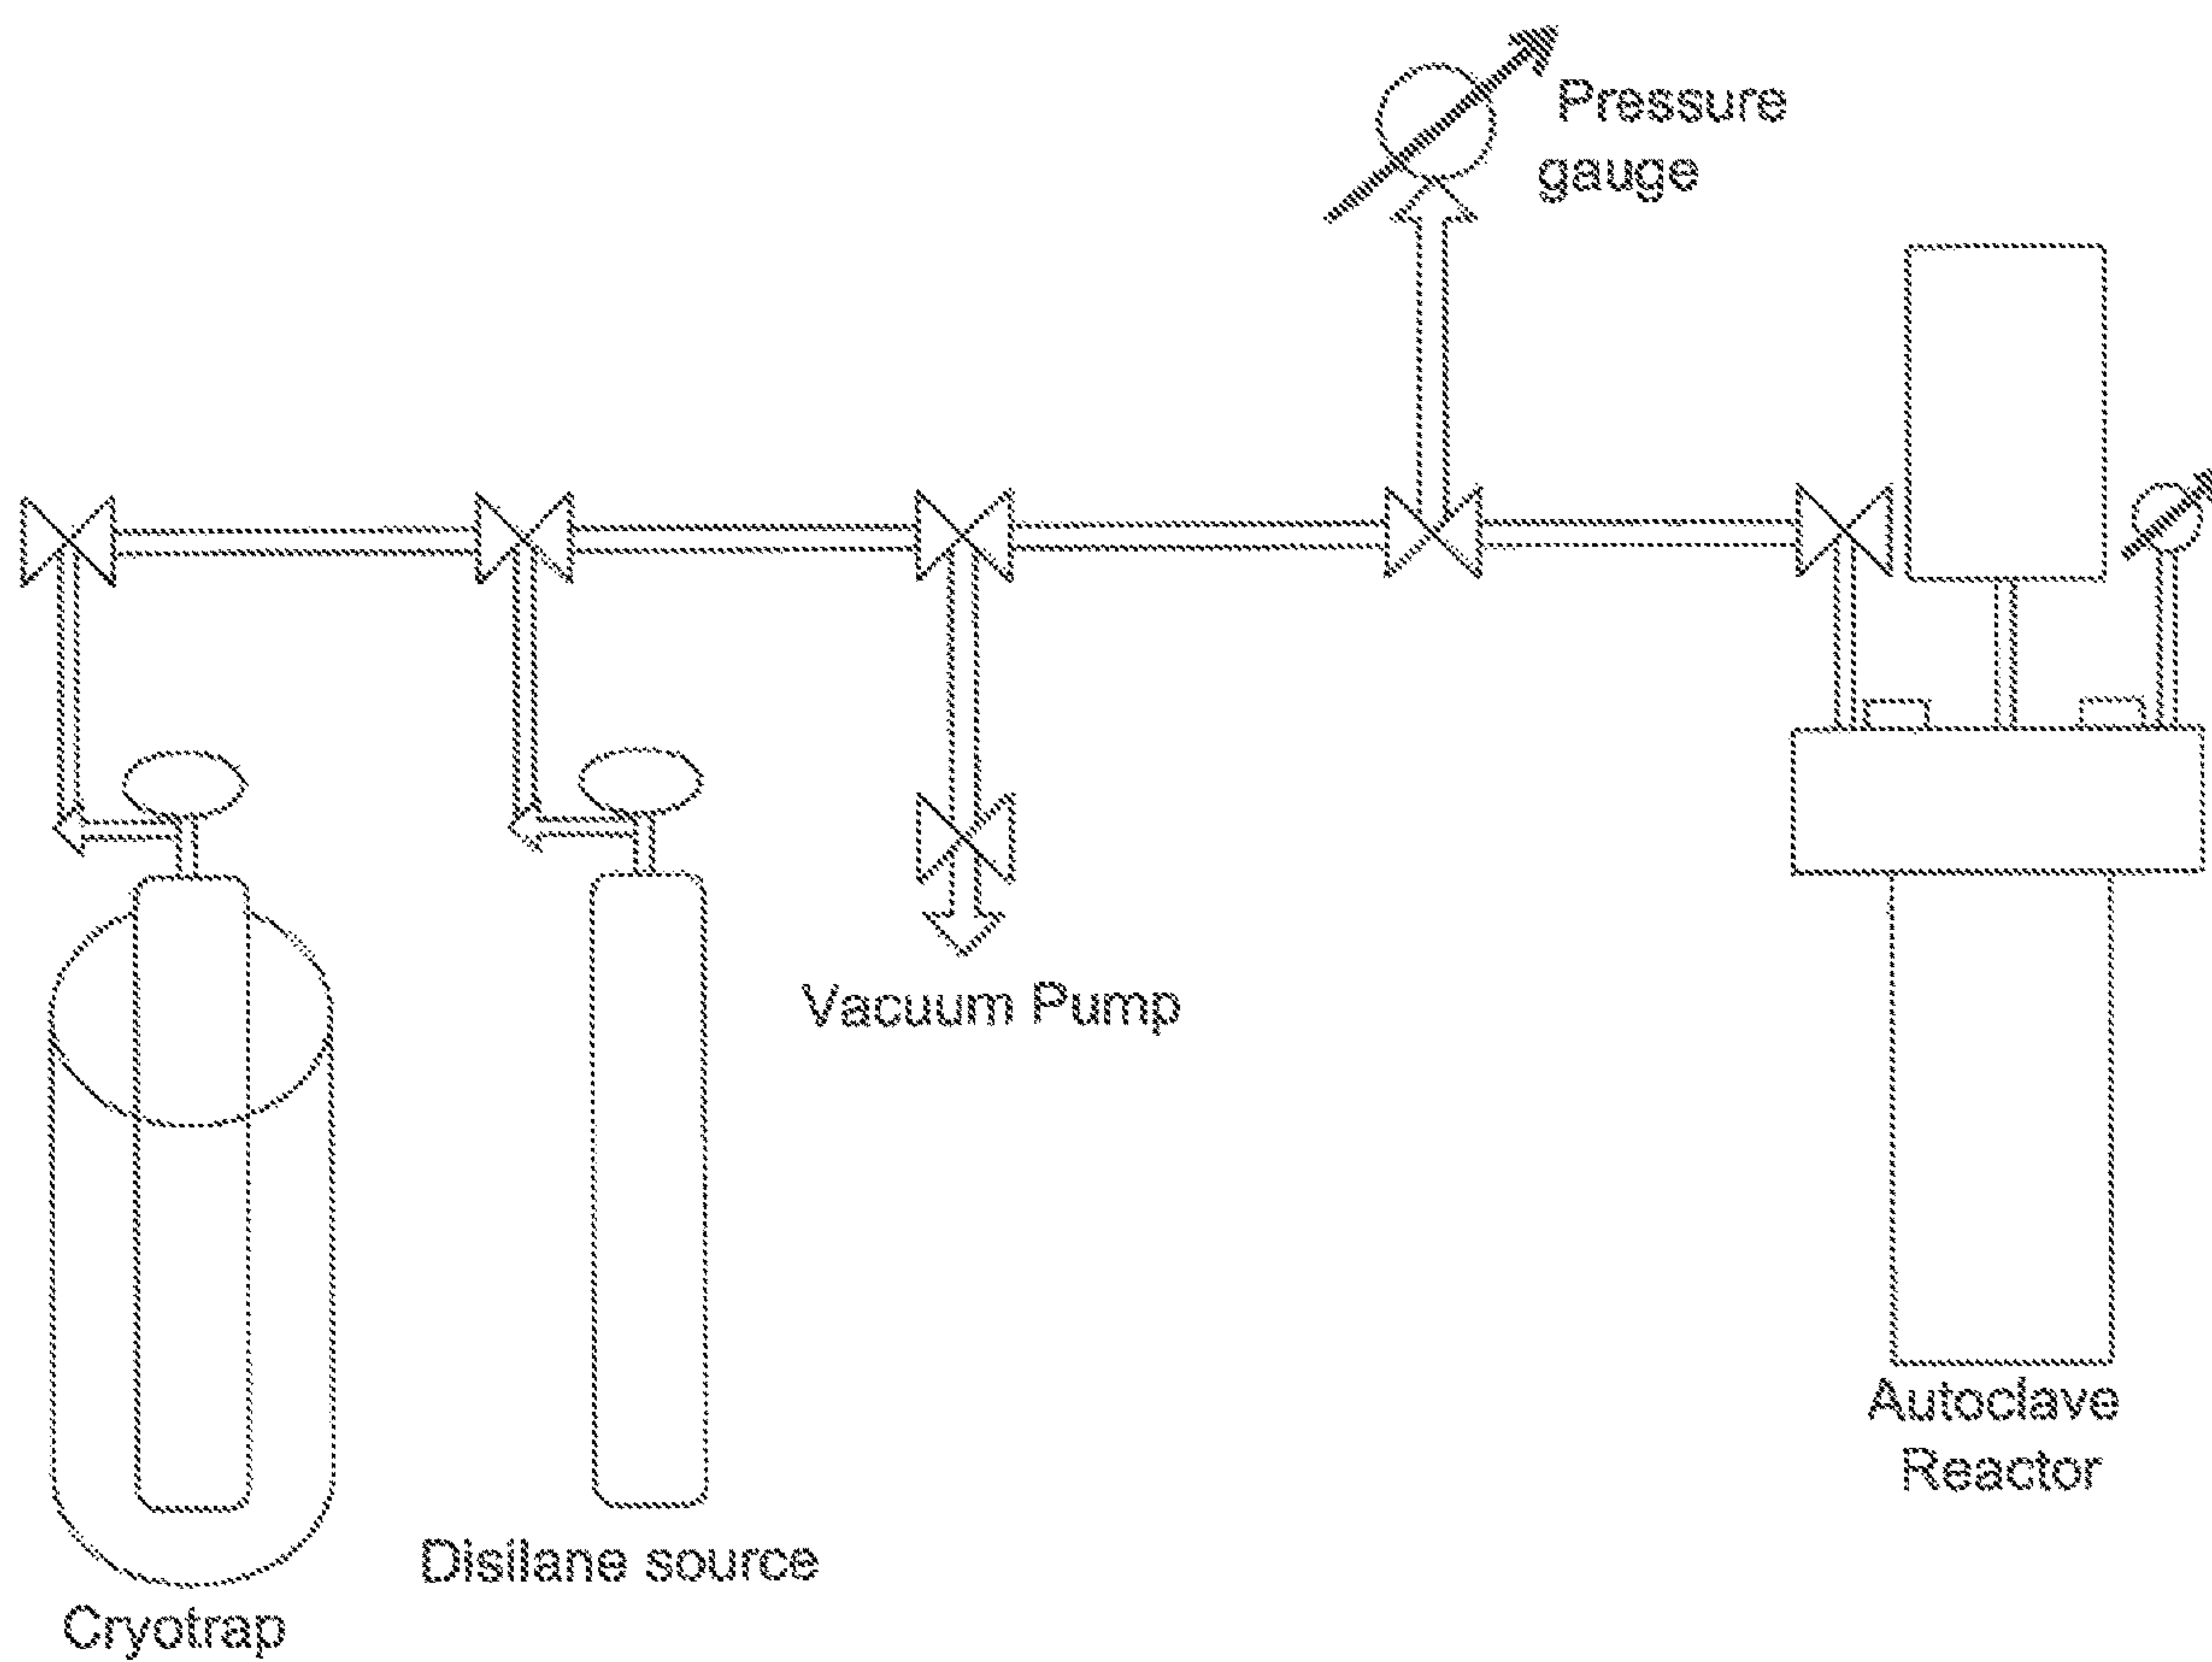 Pressure
gauge
Vacuum Pump
Autoclave
Reactor
Disilane source
Cryotrap